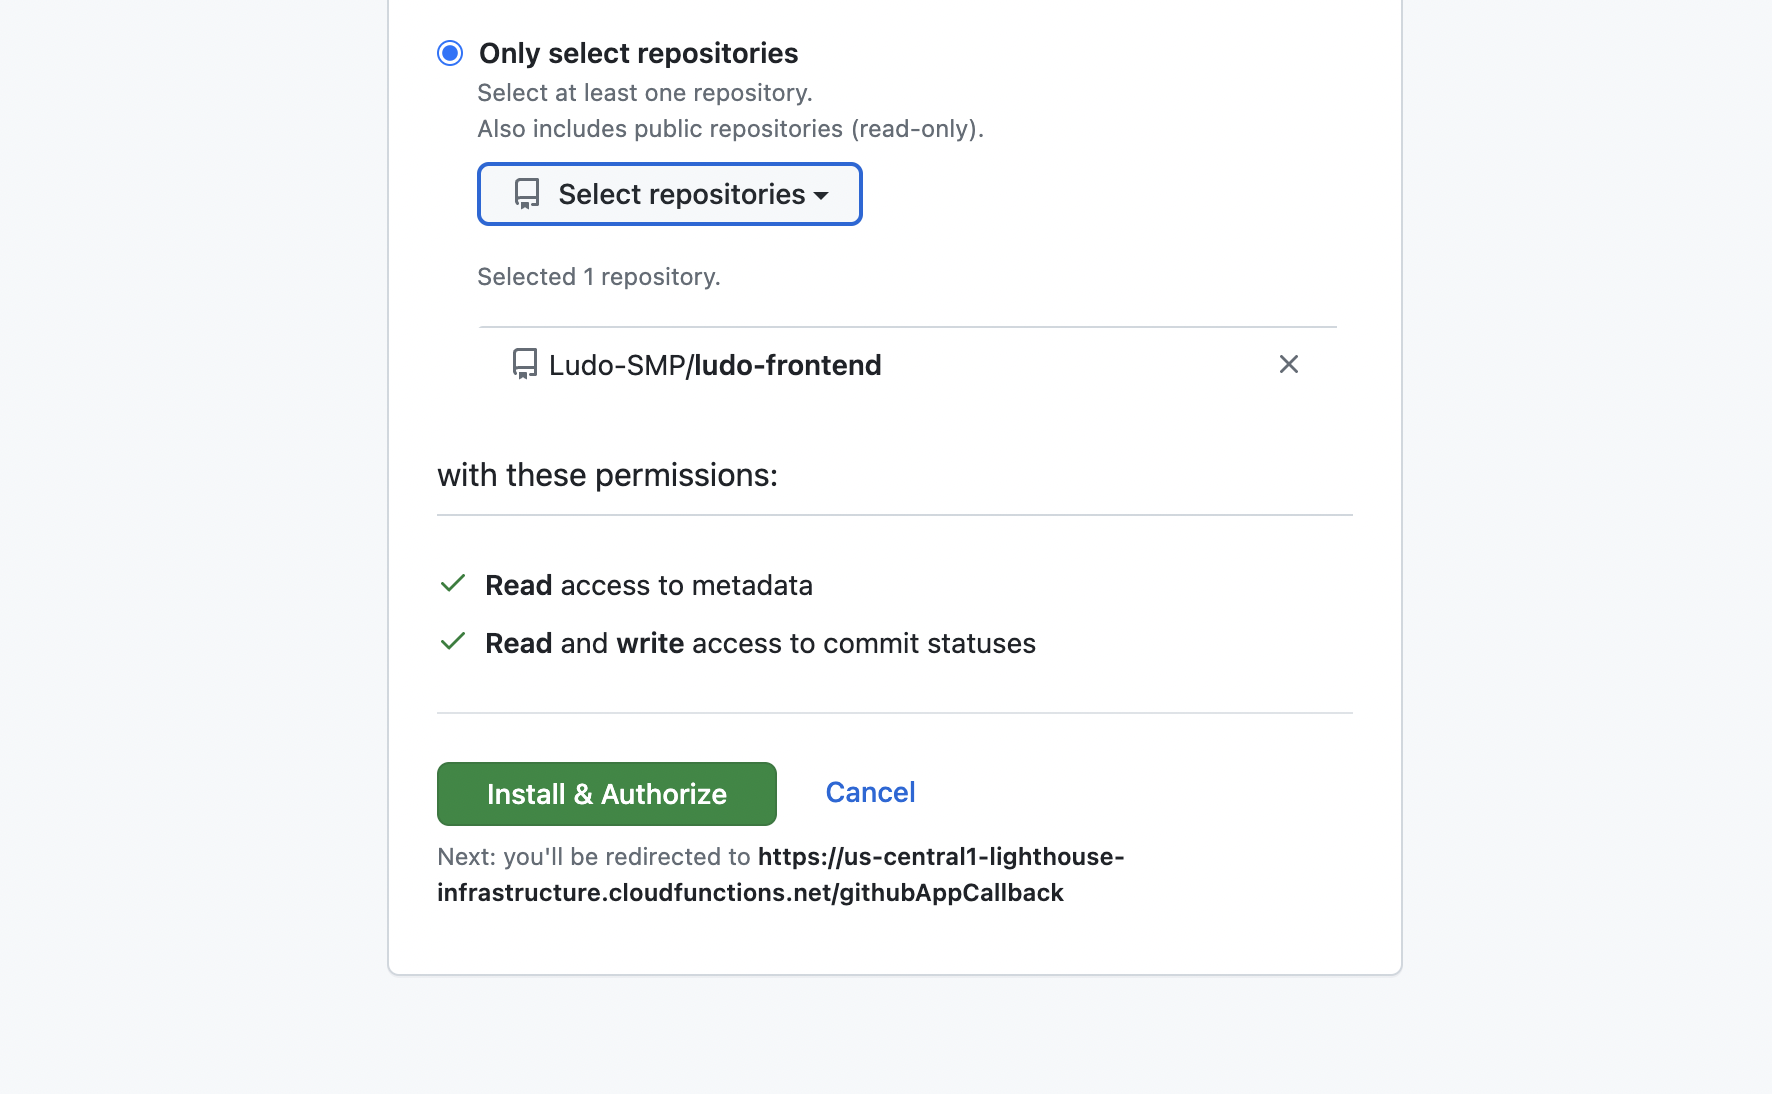 Only select repositories
Select at least one repository.
Also includes public repositories (read-only).
Select repositories
Selected 1 repository.
Ludo-SMP/ludo-frontend
with these permissions:
Read access to metadata
Read and write access to commit statuses
Install & Authorize
Cancel
Next: you'll be redirected to https://us-central1-lighthouse-
infrastructure.cloudfunctions.net/githubAppCallback